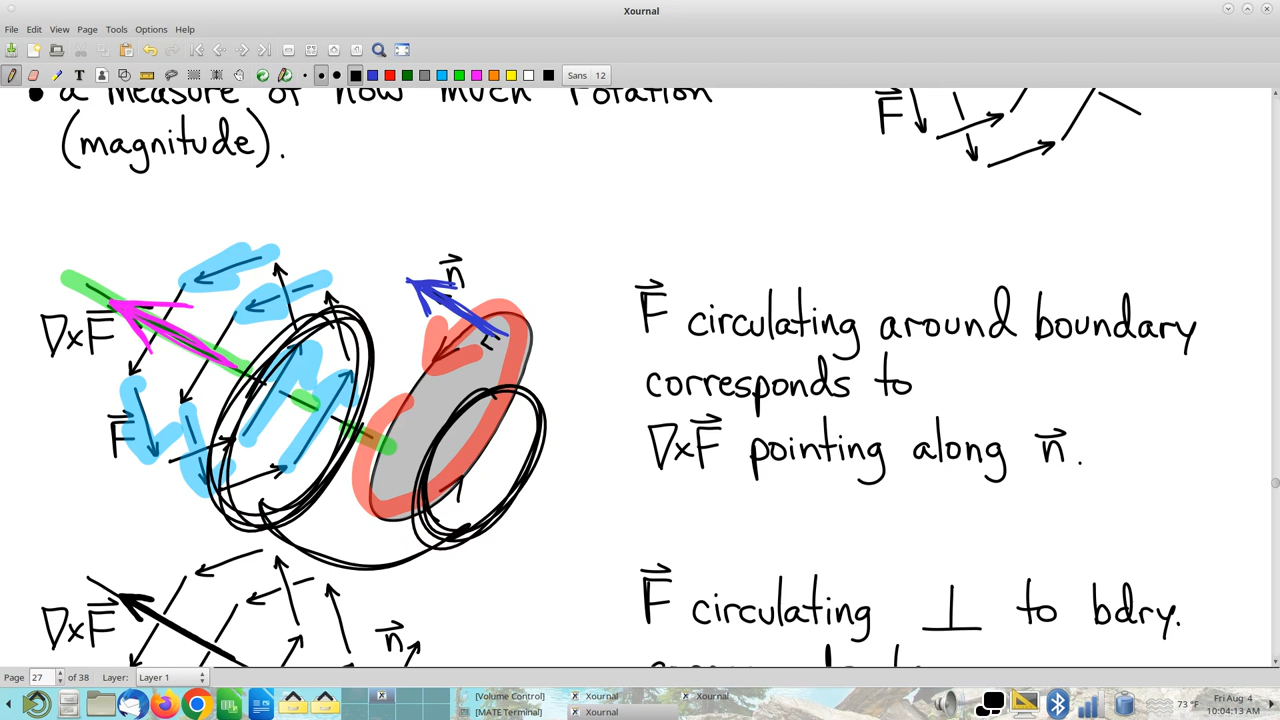 Xournal
File Edit View Page Tools Options Help
Sans 12
a measure of how much rotation
(magnitude).
F⃗
n⃗
∇×F⃗
F⃗
F⃗ circulating around boundary
corresponds to
∇×F⃗ pointing along n⃗.
∇×F⃗
n⃗
F⃗ circulating ⊥ to bdry.
Page 27 of 38 Layer: Layer 1
[Volume Control] Xournal Xournal
[MATE Terminal] Xournal
73 °F
Fri Aug 4
10:04:13 AM